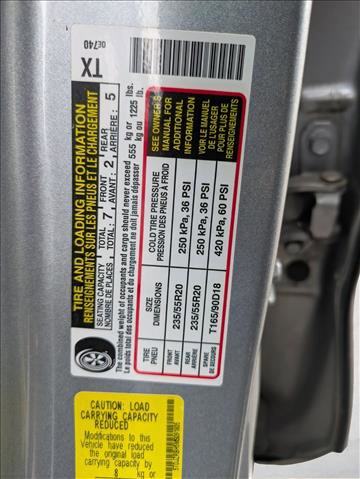 TIRE AND LOADING INFORMATION
RENSEIGNEMENTS SUR LES PNEUS ET LE CHARGEMENT
TX
0E740
SEATING CAPACITY TOTAL: 7 FRONT 2 REAR 5
NOMBRE DE PLACES TOTAL: AVANT: ARRIÈRE:
The combined weight of occupants and cargo should never exceed 555 kg or 1225 lbs.
Le poids total des occupants et du chargement ne doit jamais dépasser kg ou lb.
TIRE SIZE COLD TIRE PRESSURE
PNEU DIMENSIONS PRESSION DES PNEUS À FROID
FRONT
AVANT 235/55R20 250 kPa, 36 PSI
REAR
ARRIÈRE 235/55R20 250 kPa, 36 PSI
SPARE
DE SECOURS T165/90D18 420 kPa, 60 PSI
SEE OWNER'S
MANUAL FOR
ADDITIONAL
INFORMATION
VOIR LE MANUEL
DE L'USAGER
POUR PLUS DE
RENSEIGNEMENTS
CAUTION: LOAD
CARRYING CAPACITY
REDUCED
Modifications to this
Vehicle have reduced
the original load
carrying capacity by
8 kg or